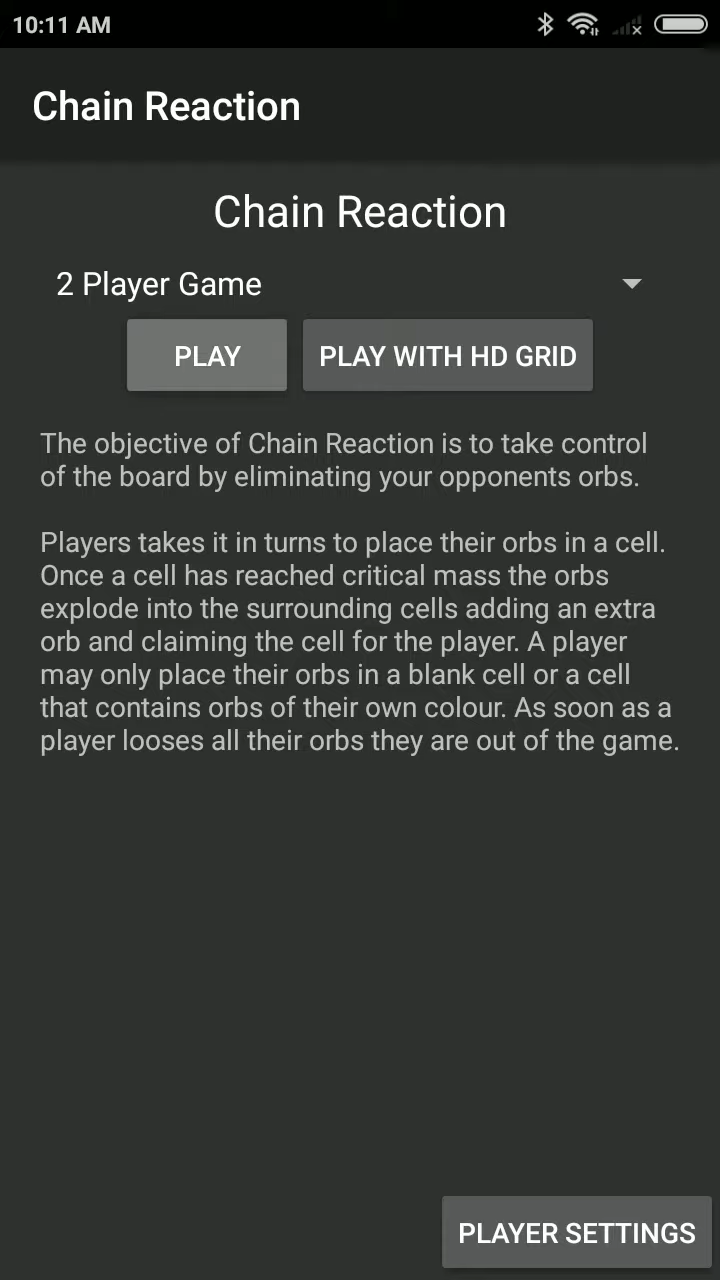 10:11 AM
Chain Reaction
Chain Reaction
2 Player Game
PLAY
PLAY WITH HD GRID
The objective of Chain Reaction is to take control
of the board by eliminating your opponents orbs.
Players takes it in turns to place their orbs in a cell.
Once a cell has reached critical mass the orbs
explode into the surrounding cells adding an extra
orb and claiming the cell for the player. A player
may only place their orbs in a blank cell or a cell
that contains orbs of their own colour. As soon as a
player looses all their orbs they are out of the game.
PLAYER SETTINGS